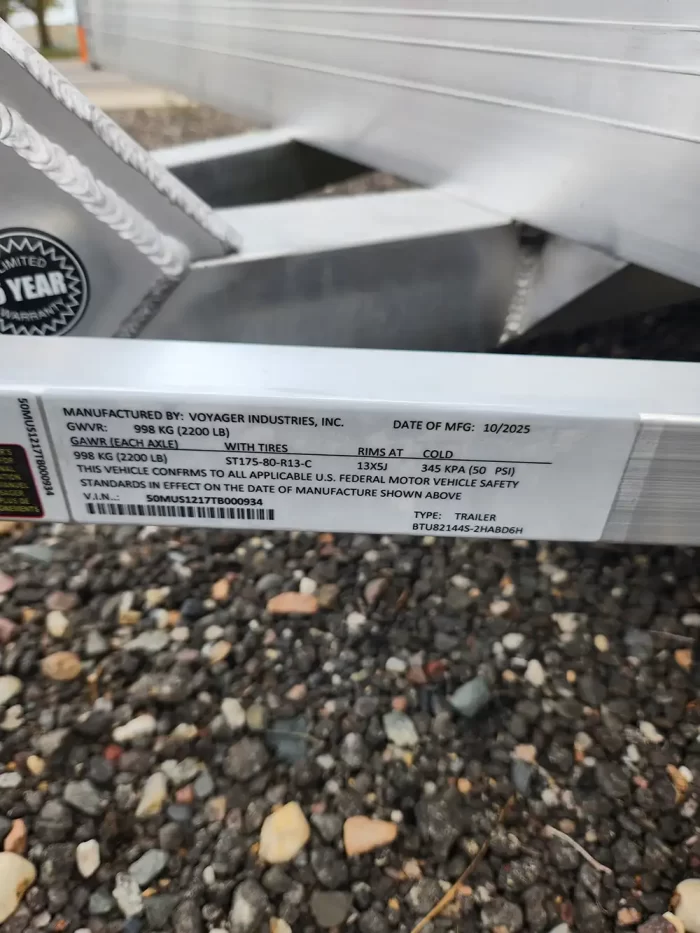 LIMITED
YEAR
WARRANTY
MANUFACTURED BY: VOYAGER INDUSTRIES, INC. DATE OF MFG: 10/2025
GWVR: 998 KG (2200 LB)
GAWR (EACH AXLE) WITH TIRES RIMS AT COLD
998 KG (2200 LB) ST175-80-R13-C 13X5J 345 KPA (50 PSI)
THIS VEHICLE CONFRMS TO ALL APPLICABLE U.S. FEDERAL MOTOR VEHICLE SAFETY
STANDARDS IN EFFECT ON THE DATE OF MANUFACTURE SHOWN ABOVE
V.I.N..: 50MUS1217TB000934
TYPE: TRAILER
BTU82144S-2HABD6H
50MUS1217TB000934